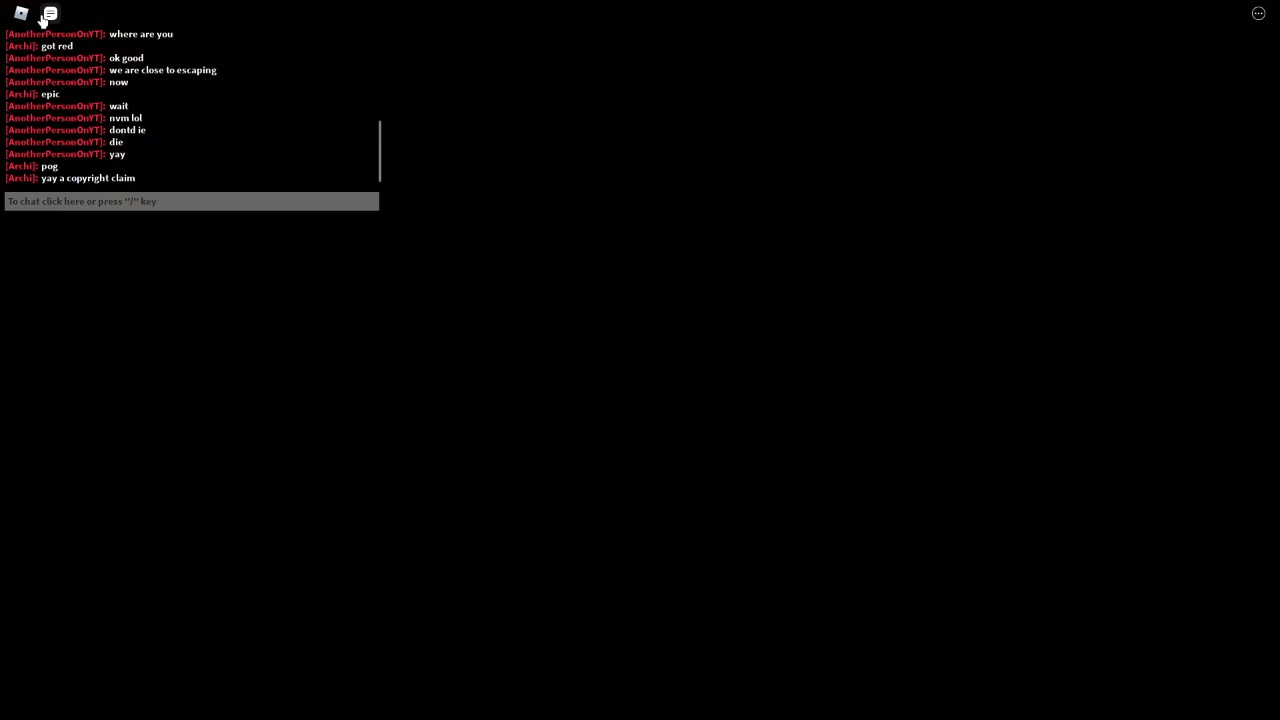 [AnotherPersonOnYT]: where are you
[Archi]: got red
[AnotherPersonOnYT]: ok good
[AnotherPersonOnYT]: we are close to escaping
[AnotherPersonOnYT]: now
[Archi]: epic
[AnotherPersonOnYT]: wait
[AnotherPersonOnYT]: nvm lol
[AnotherPersonOnYT]: dontd ie
[AnotherPersonOnYT]: die
[AnotherPersonOnYT]: yay
[Archi]: pog
[Archi]: yay a copyright claim
To chat click here or press "/" key